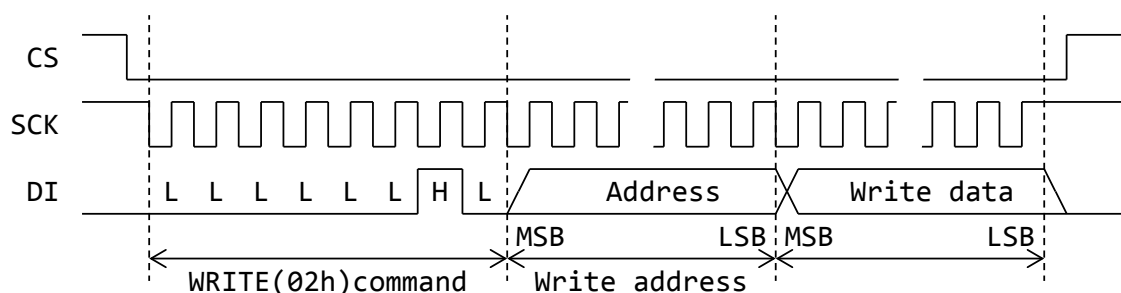 CS
SCK
DI
L L L L L L H L
Address
Write data
MSB LSB MSB LSB
WRITE(02h)command
Write address